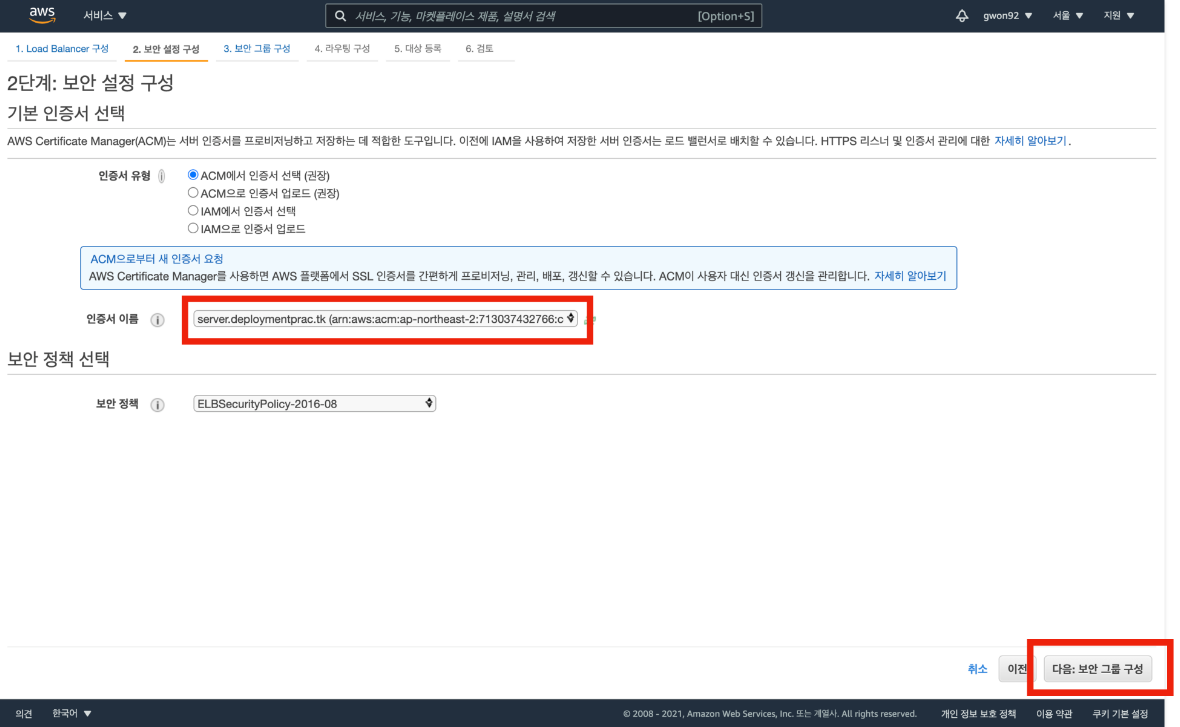 aws 서비스 ▼ 서비스, 기능, 마켓플레이스 제품, 설명서 검색 [Option+S] gwon92 ▼ 서울 ▼ 지원 ▼
1. Load Balancer 구성 2. 보안 설정 구성 3. 보안 그룹 구성 4. 라우팅 구성 5. 대상 등록 6. 검토
2단계: 보안 설정 구성
기본 인증서 선택
AWS Certificate Manager(ACM)는 서버 인증서를 프로비저닝하고 저장하는 데 적합한 도구입니다. 이전에 IAM을 사용하여 저장한 서버 인증서는 로드 밸런서로 배치할 수 있습니다. HTTPS 리스너 및 인증서 관리에 대한 자세히 알아보기.
인증서 유형 i ACM에서 인증서 선택 (권장)
ACM으로 인증서 업로드 (권장)
IAM에서 인증서 선택
IAM으로 인증서 업로드
ACM으로부터 새 인증서 요청
AWS Certificate Manager를 사용하면 AWS 플랫폼에서 SSL 인증서를 간편하게 프로비저닝, 관리, 배포, 갱신할 수 있습니다. ACM이 사용자 대신 인증서 갱신을 관리합니다. 자세히 알아보기
인증서 이름 i server.deploymentprac.tk (arn:aws:acm:ap-northeast-2:713037432766:c
보안 정책 선택
보안 정책 i ELBSecurityPolicy-2016-08
취소 이전 다음: 보안 그룹 구성
의견 한국어 ▼ © 2008 - 2021, Amazon Web Services, Inc. 또는 계열사. All rights reserved. 개인 정보 보호 정책 이용 약관 쿠키 기본 설정